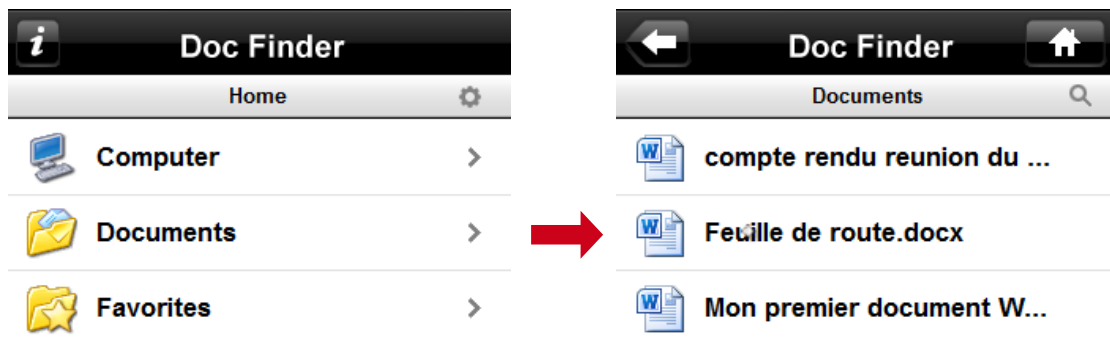 Doc Finder
Home
Computer
Documents
Favorites
Doc Finder
Documents
compte rendu reunion du ...
Feuille de route.docx
Mon premier document W...